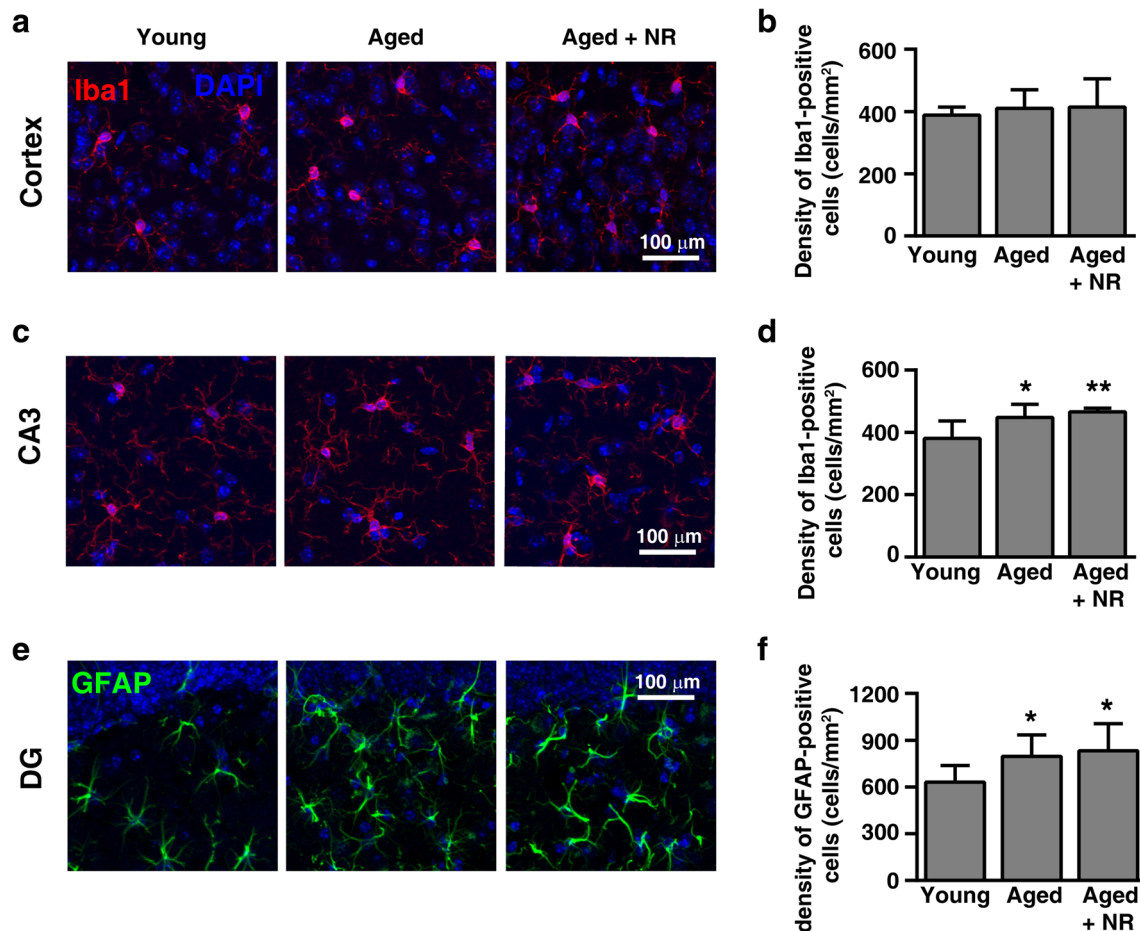 a
Young
Aged
Aged + NR
Cortex
Iba1
DAPI
100 μm
b
Density of Iba1-positive
cells (cells/mm²)
600
400
200
0
Young
Aged
Aged
+ NR
c
CA3
100 μm
d
Density of Iba1-positive
cells (cells/mm²)
600
400
200
0
*
**
Young
Aged
Aged
+ NR
e
DG
GFAP
100 μm
f
density of GFAP-positive
cells (cells/mm²)
1200
900
600
300
0
*
*
Young
Aged
Aged
+ NR